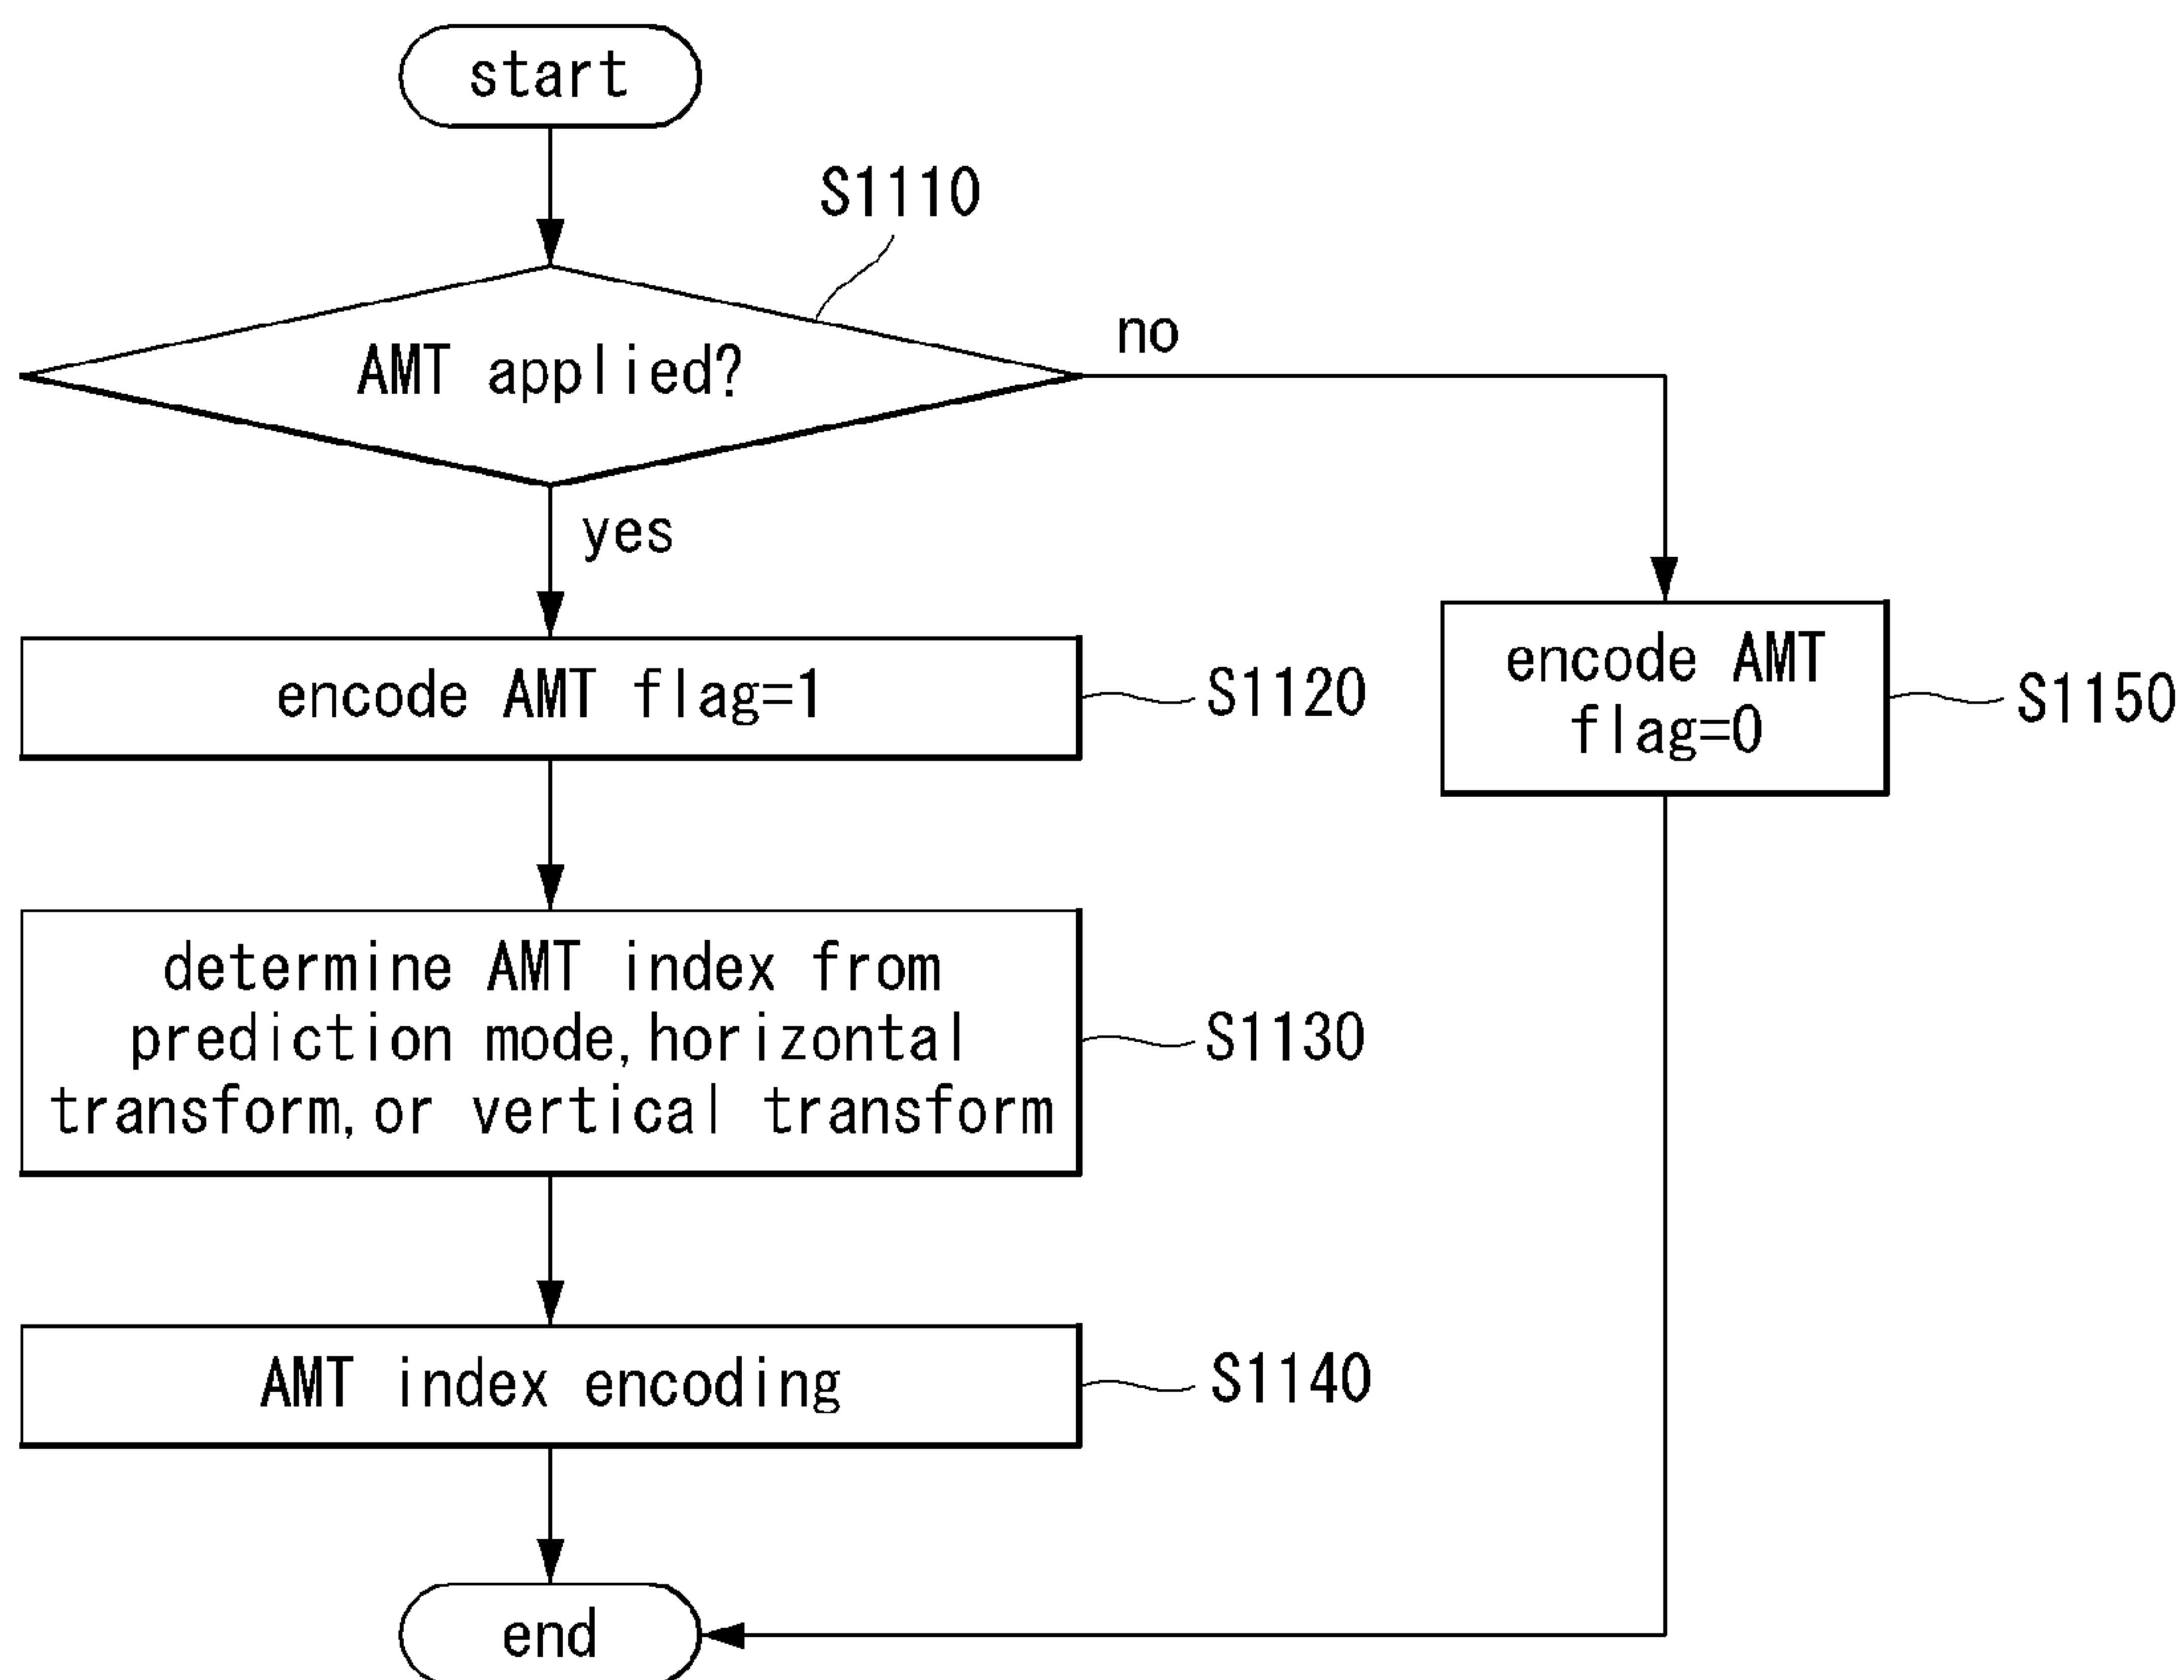 start
S1110
AMT applied?
no
yes
encode AMT flag=1
S1120
encode AMT
flag=0
S1150
determine AMT index from
prediction mode, horizontal
transform, or vertical transform
S1130
AMT index encoding
S1140
end